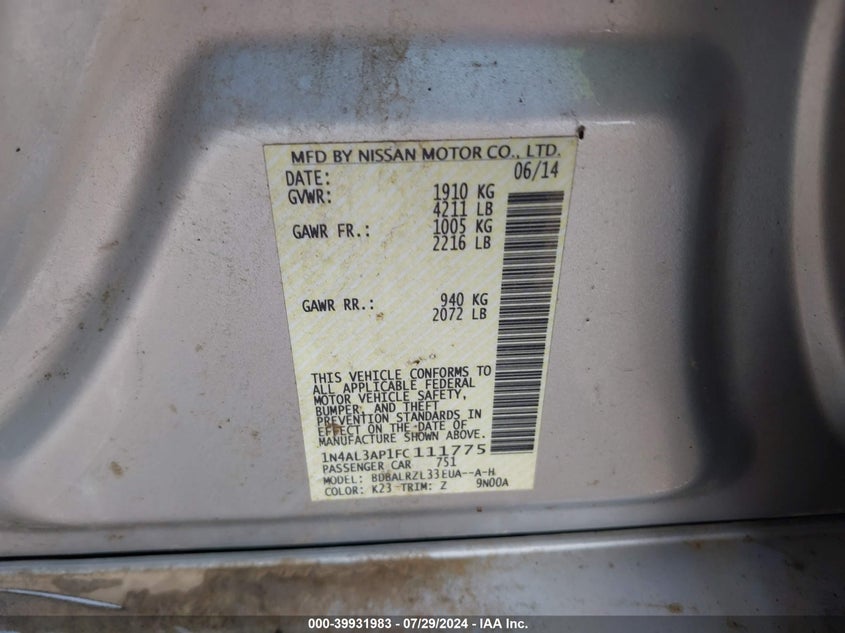 MFD BY NISSAN MOTOR CO., LTD.
DATE: 06/14
GVWR: 1910 KG
4211 LB
GAWR FR.: 1005 KG
2216 LB
GAWR RR.: 940 KG
2072 LB
THIS VEHICLE CONFORMS TO
ALL APPLICABLE FEDERAL
MOTOR VEHICLE SAFETY,
BUMPER, AND THEFT
PREVENTION STANDARDS IN
EFFECT ON THE DATE OF
MANUFACTURE SHOWN ABOVE.
1N4AL3AP1FC111775
PASSENGER CAR 751
MODEL: BDBALRZL33EUA--A-H
COLOR: K23 TRIM: Z 9N00A
000-39931983 / 07/29/2024 - IAA Inc.